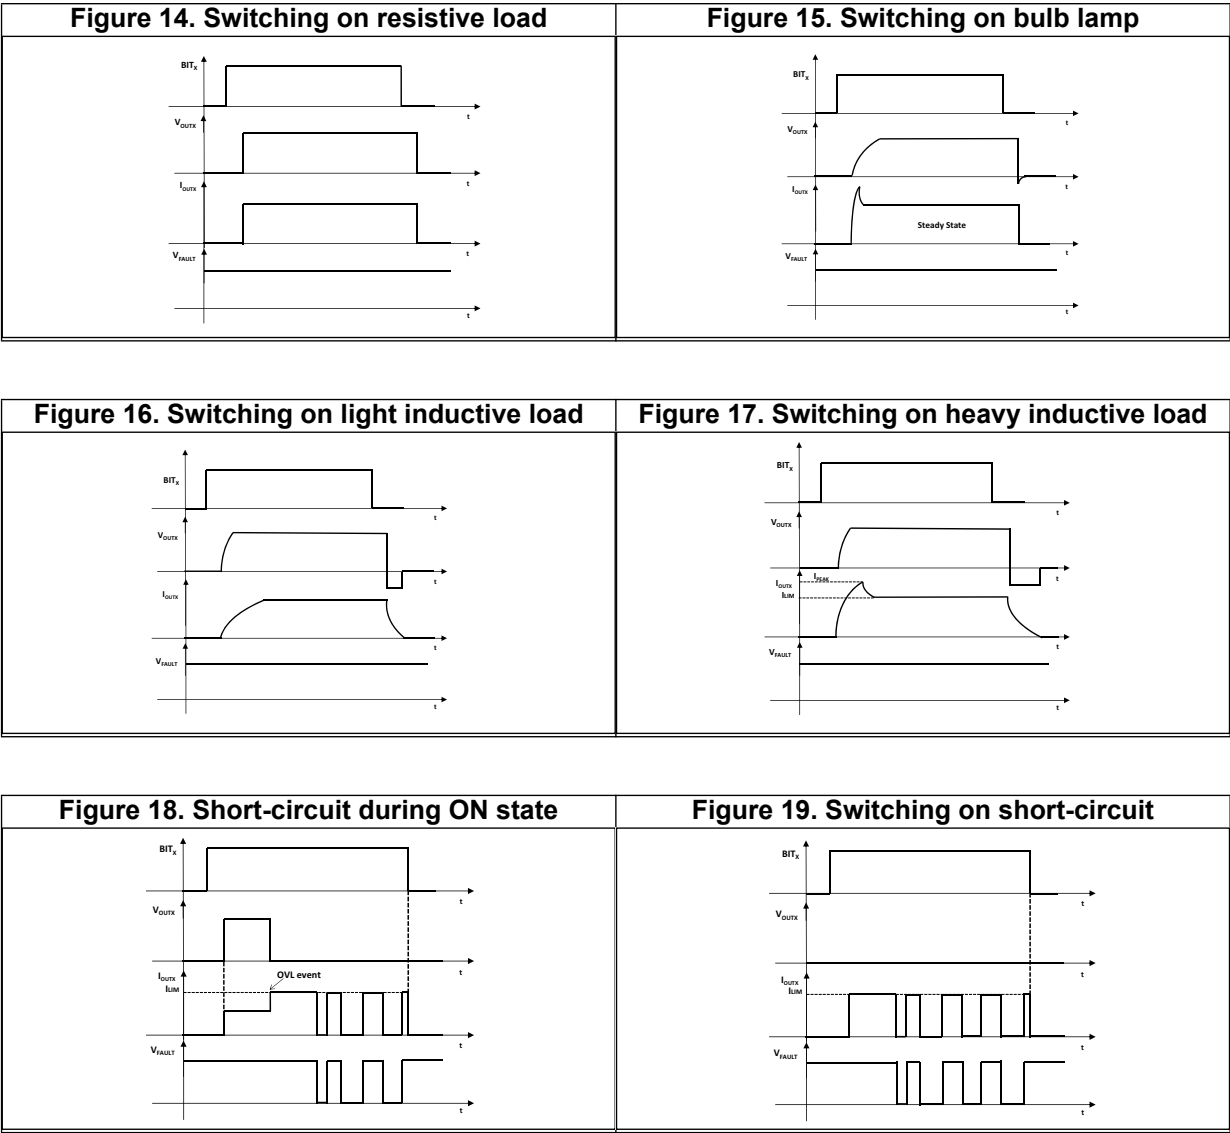 Figure 14. Switching on resistive load
BITX
t
VOUTX
t
IOUTX
t
VFAULT
t
Figure 15. Switching on bulb lamp
BITX
t
VOUTX
t
IOUTX
Steady State
t
VFAULT
t
Figure 16. Switching on light inductive load
BITX
t
VOUTX
t
IOUTX
t
VFAULT
t
Figure 17. Switching on heavy inductive load
BITX
t
VOUTX
t
IPEAK
IOUTX
ILIM
t
VFAULT
t
Figure 18. Short-circuit during ON state
BITX
t
VOUTX
t
IOUTX
OVL event
ILIM
t
VFAULT
t
Figure 19. Switching on short-circuit
BITX
t
VOUTX
t
IOUTX
ILIM
t
VFAULT
t